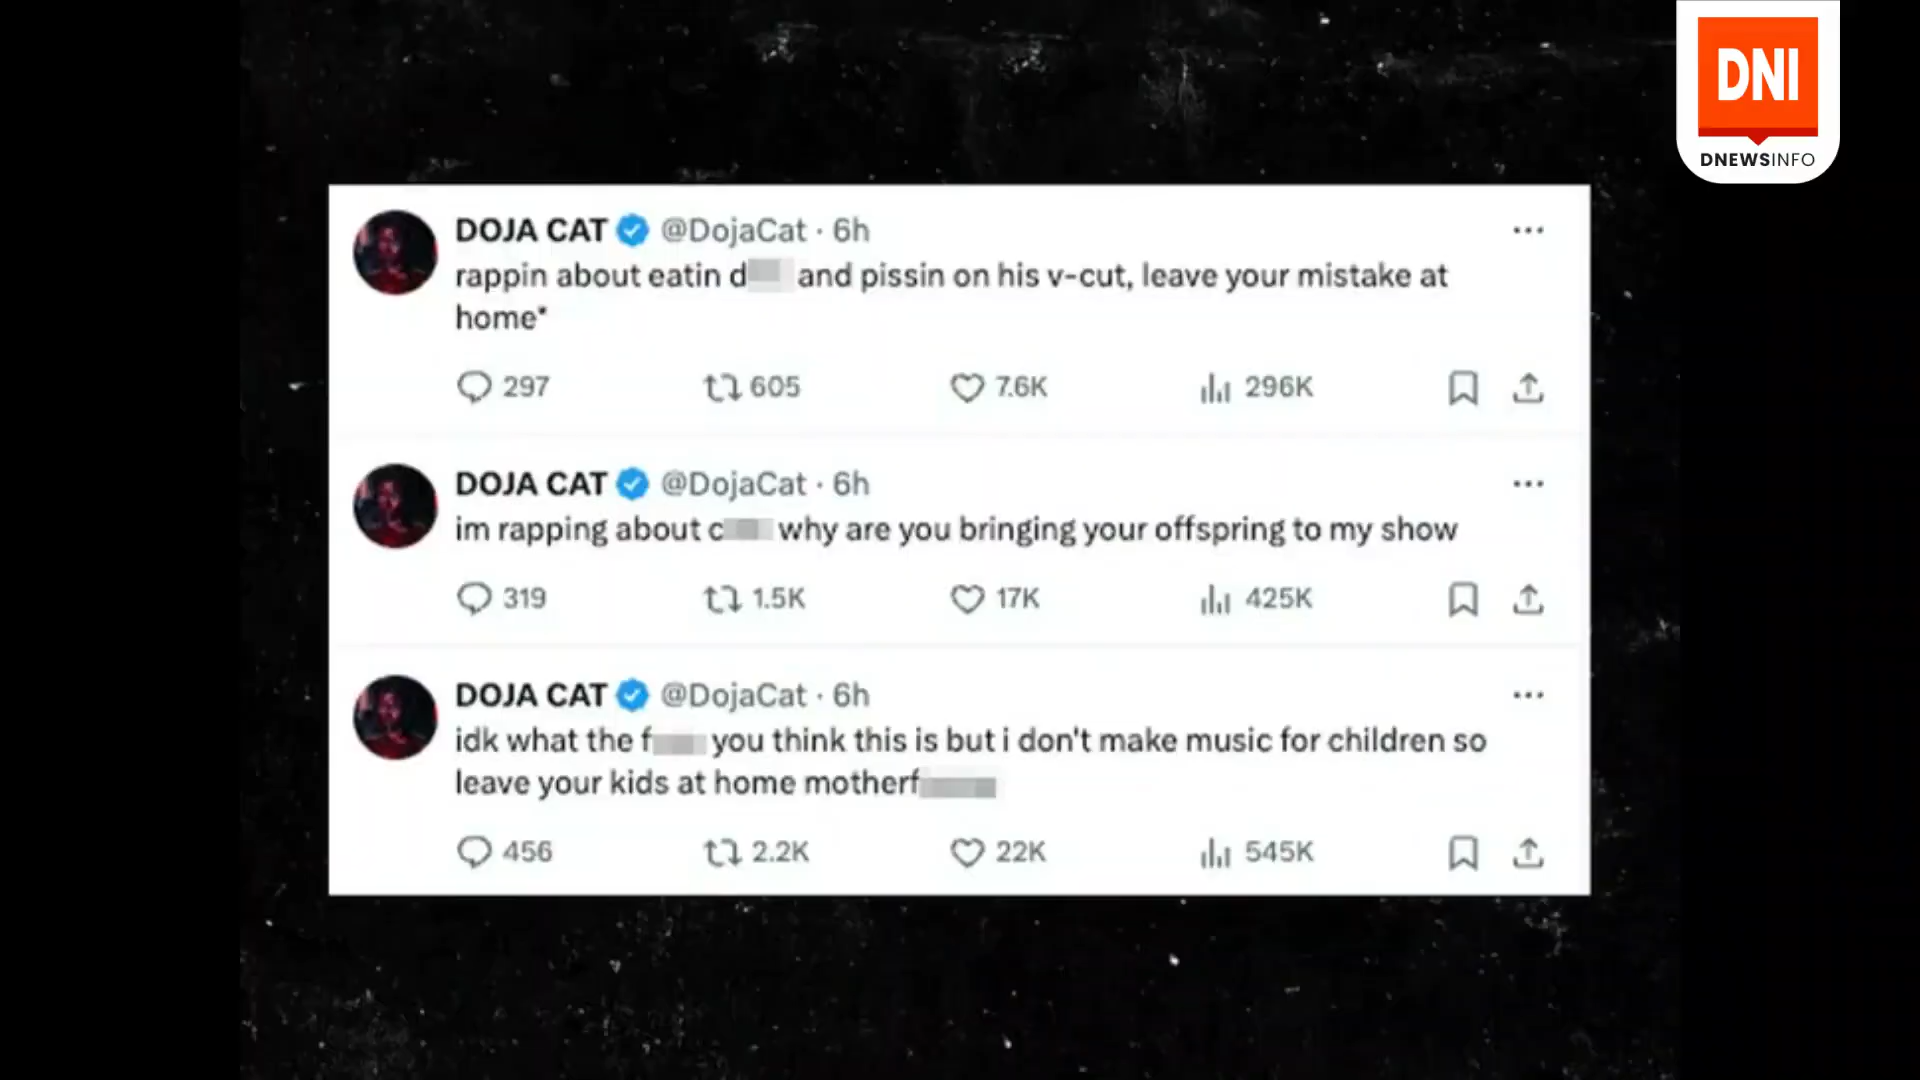 DNI
DNEWSINFO
DOJA CAT @DojaCat · 6h
rappin about eatin d and pissin on his v-cut, leave your mistake at
home*
297 605 7.6K 296K
DOJA CAT @DojaCat · 6h
im rapping about c why are you bringing your offspring to my show
319 1.5K 17K 425K
DOJA CAT @DojaCat · 6h
idk what the f you think this is but i don't make music for children so
leave your kids at home motherf
456 2.2K 22K 545K